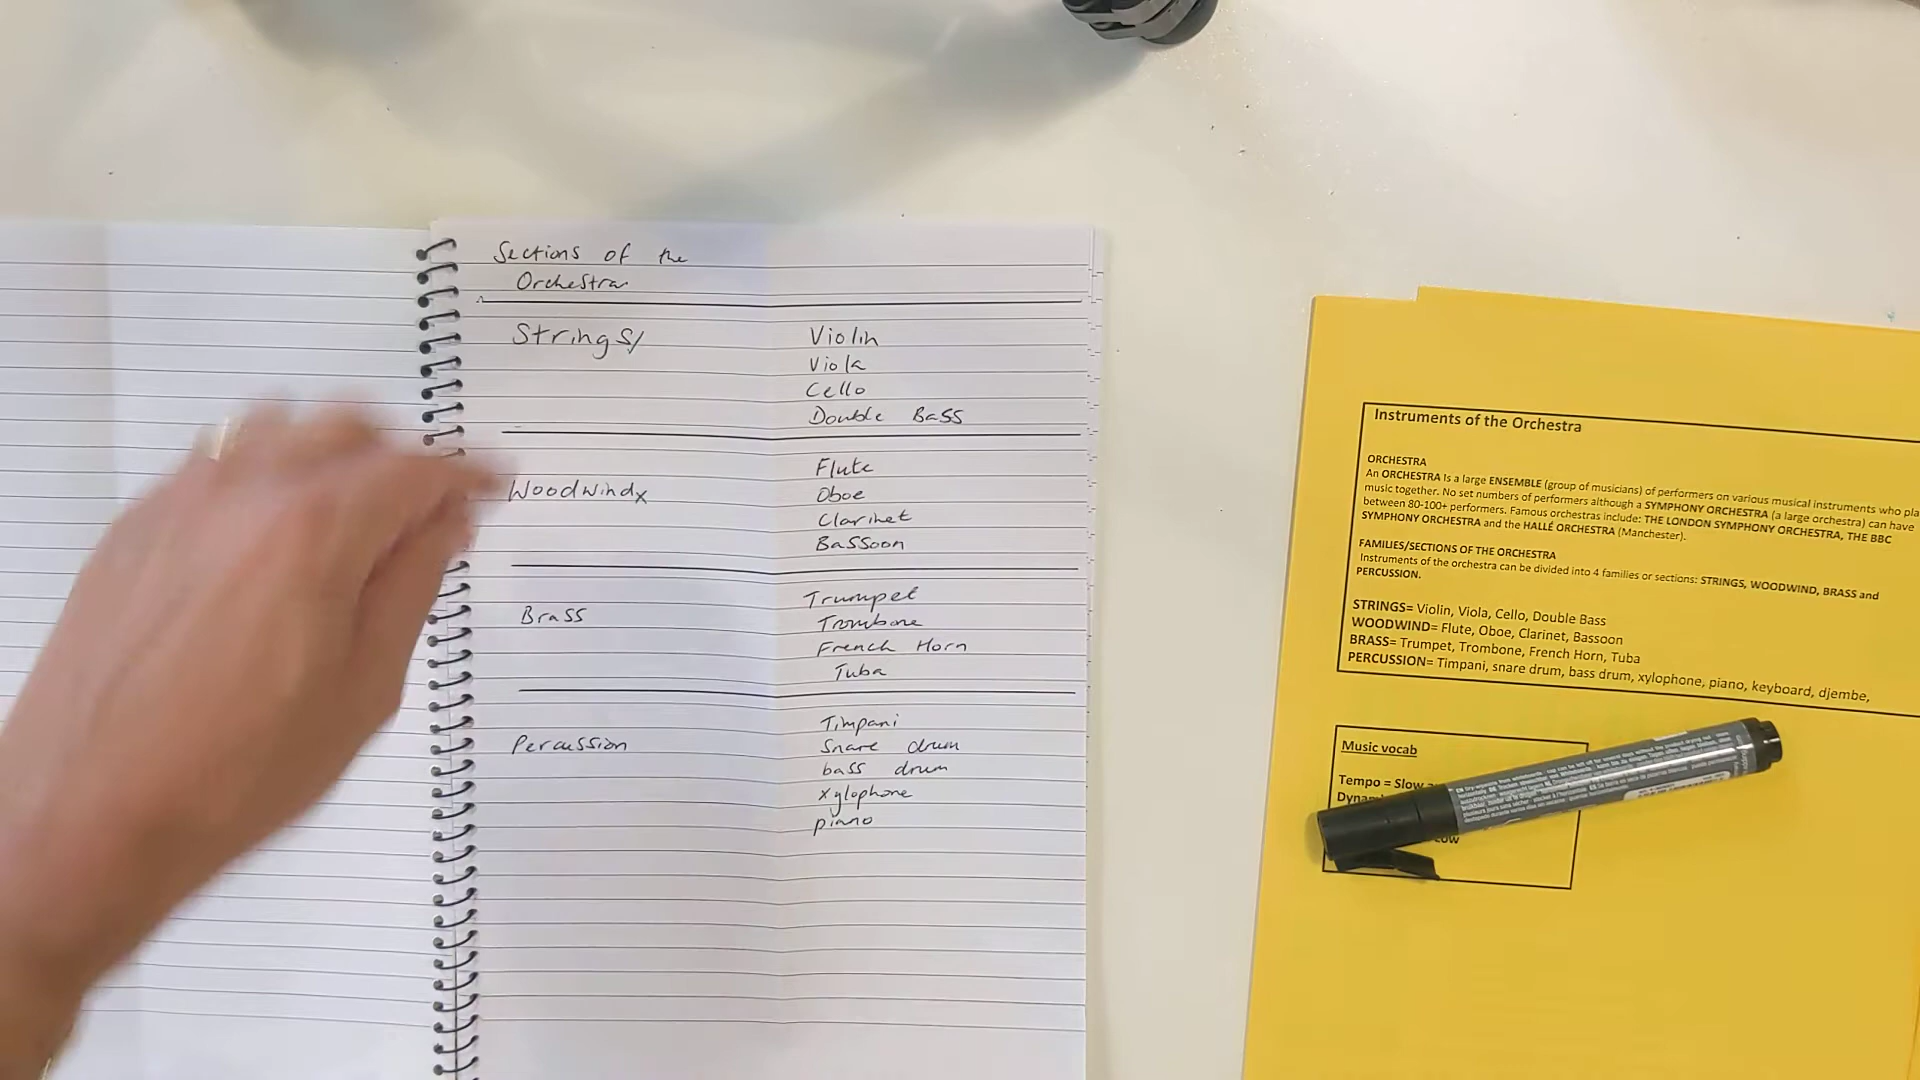 Sections of the
Orchestra
Strings
Violin
Viola
Cello
Double Bass
Woodwind
Flute
Oboe
Clarinet
Bassoon
Brass
Trumpet
Trombone
French Horn
Tuba
Percussion
Timpani
Snare drum
bass drum
xylophone
piano
Instruments of the Orchestra
ORCHESTRA
An ORCHESTRA is a large ENSEMBLE (group of musicians) of performers on various musical instruments who pla
music together. No set numbers of performers although a SYMPHONY ORCHESTRA (a large orchestra) can have
between 80-100+ performers. Famous orchestras include: THE LONDON SYMPHONY ORCHESTRA, THE BBC
SYMPHONY ORCHESTRA and the HALLÉ ORCHESTRA (Manchester).
FAMILIES/SECTIONS OF THE ORCHESTRA
Instruments of the orchestra can be divided into 4 families or sections: STRINGS, WOODWIND, BRASS and
PERCUSSION.
STRINGS= Violin, Viola, Cello, Double Bass
WOODWIND= Flute, Oboe, Clarinet, Bassoon
BRASS= Trumpet, Trombone, French Horn, Tuba
PERCUSSION= Timpani, snare drum, bass drum, xylophone, piano, keyboard, djembe,
Music vocab
Tempo = Slow